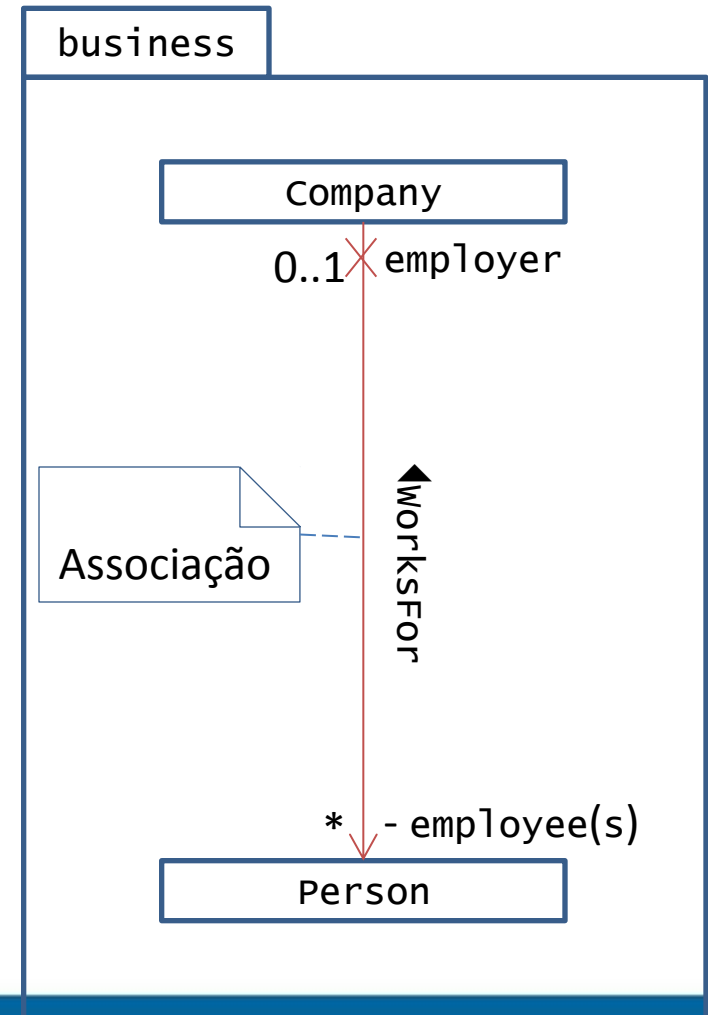 business
Company
0..1 employer
WorksFor
Associação
* - employee(s)
Person